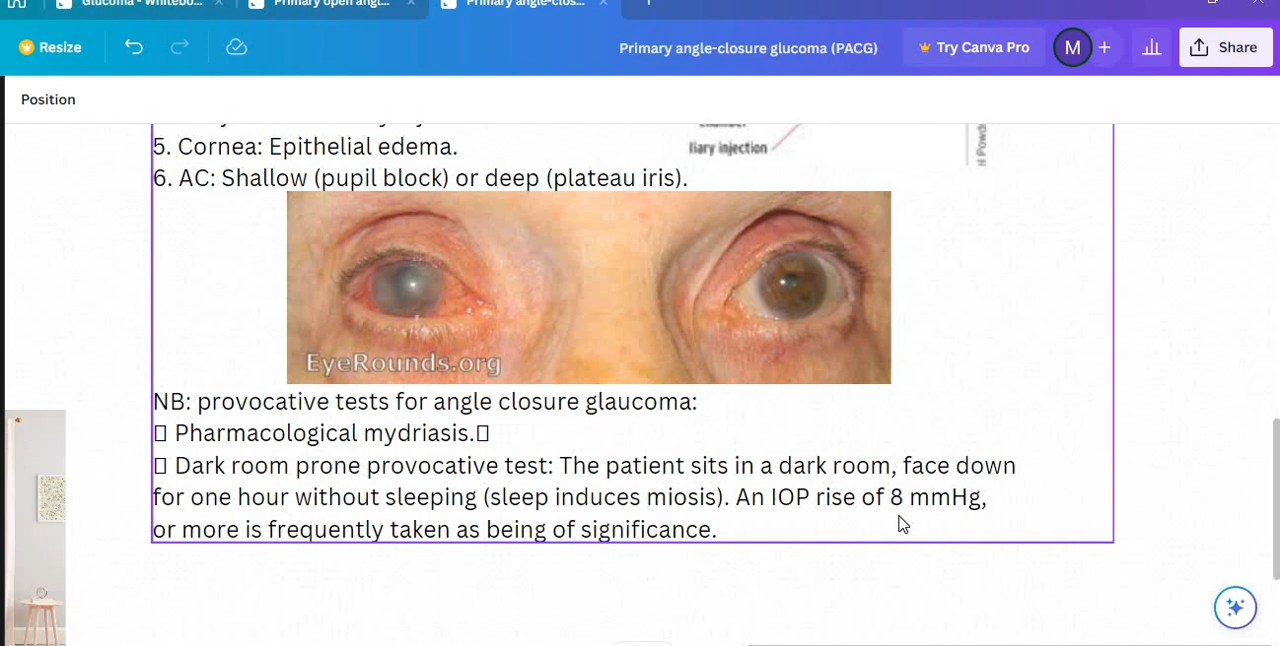 Glucoma - Whitebo...
Primary open angl...
Primary angle-clos...
Resize
Primary angle-closure glucoma (PACG)
Try Canva Pro
M
Share
Position
5. Cornea: Epithelial edema.
liary injection
6. AC: Shallow (pupil block) or deep (plateau iris).
EyeRounds.org
NB: provocative tests for angle closure glaucoma:
Pharmacological mydriasis.
Dark room prone provocative test: The patient sits in a dark room, face down
for one hour without sleeping (sleep induces miosis). An IOP rise of 8 mmHg,
or more is frequently taken as being of significance.